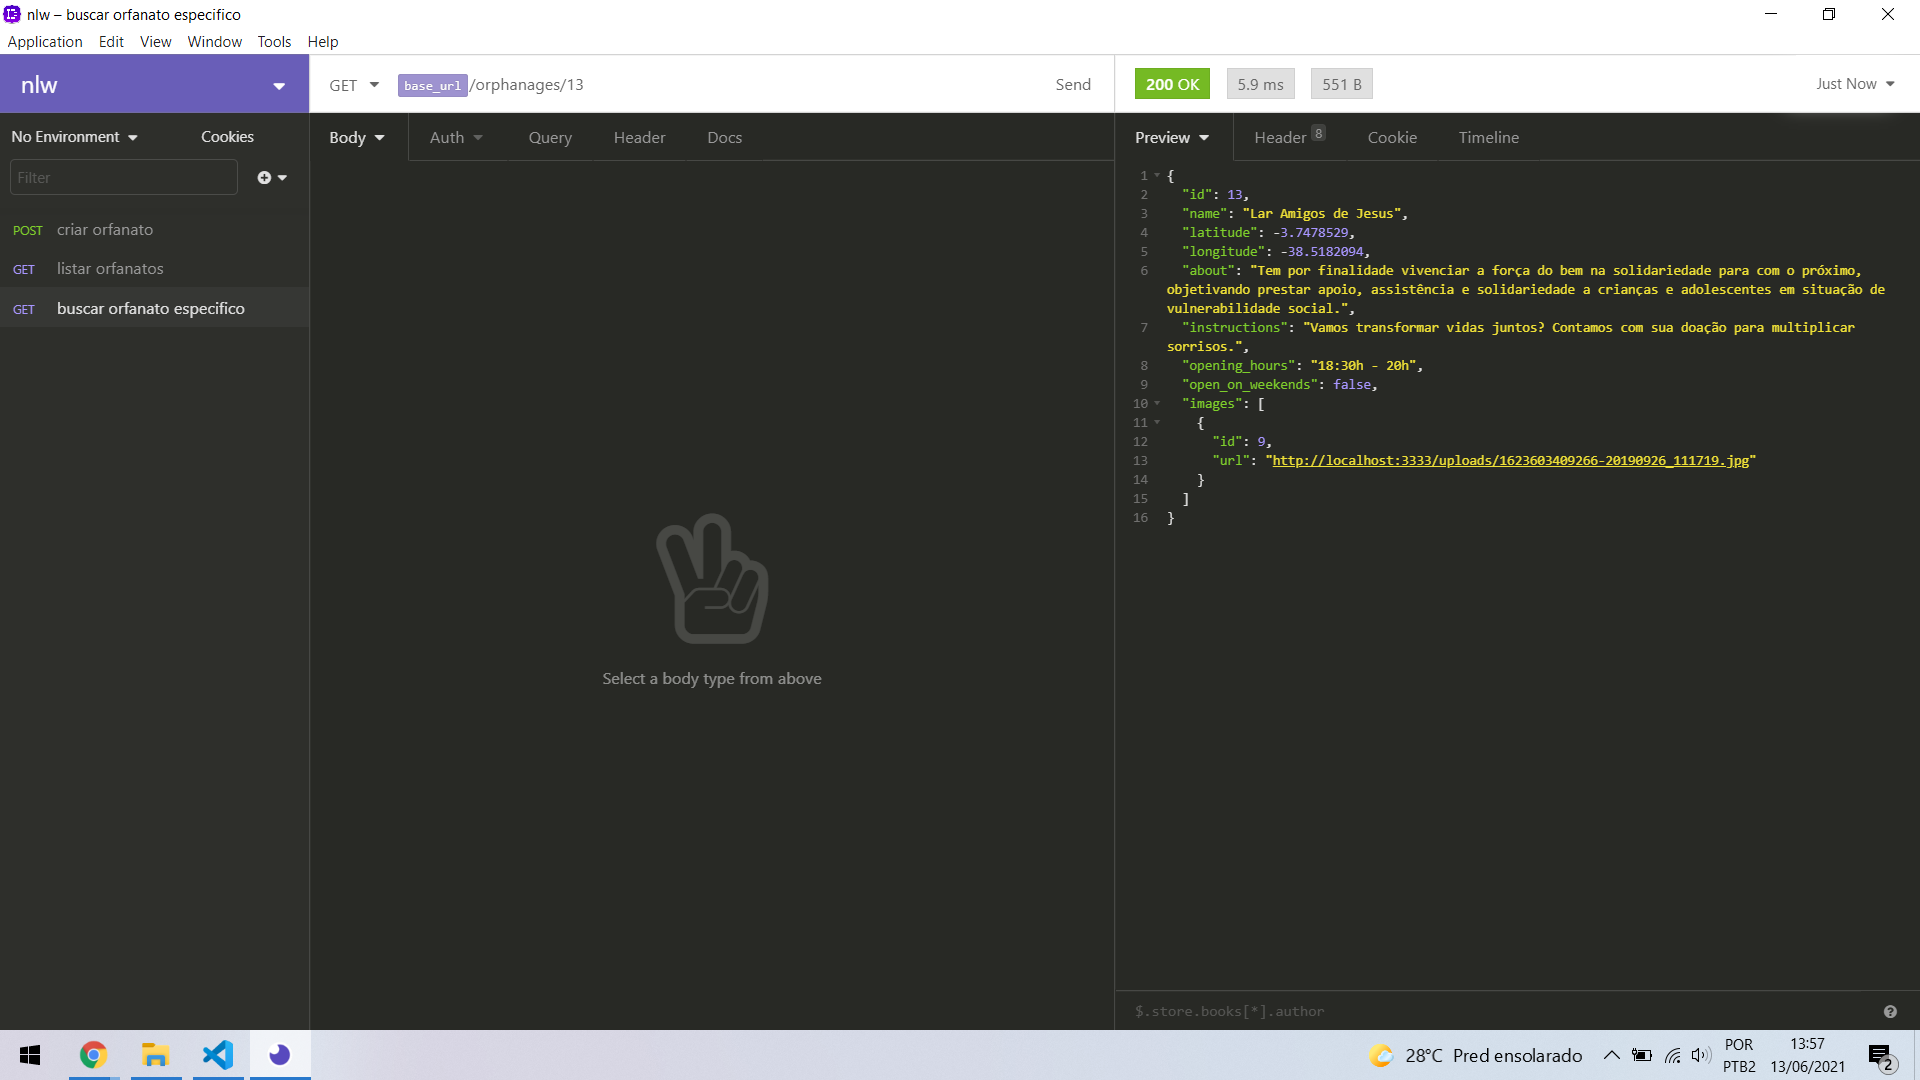 nlw – buscar orfanato especifico
Application Edit View Window Tools Help
nlw
GET base_url/orphanages/13 Send
200 OK 5.9 ms 551 B Just Now
No Environment Cookies
Body Auth Query Header Docs
Preview Header 8 Cookie Timeline
Filter
POST criar orfanato
GET listar orfanatos
GET buscar orfanato especifico
Select a body type from above
1 {
2 "id": 13,
3 "name": "Lar Amigos de Jesus",
4 "latitude": -3.7478529,
5 "longitude": -38.5182094,
6 "about": "Tem por finalidade vivenciar a força do bem na solidariedade para com o próximo,
objetivando prestar apoio, assistência e solidariedade a crianças e adolescentes em situação de
vulnerabilidade social.",
7 "instructions": "Vamos transformar vidas juntos? Contamos com sua doação para multiplicar
sorrisos.",
8 "opening_hours": "18:30h - 20h",
9 "open_on_weekends": false,
10 "images": [
11 {
12 "id": 9,
13 "url": "http://localhost:3333/uploads/1623603409266-20190926_111719.jpg"
14 }
15 ]
16 }
$.store.books[*].author
28°C Pred ensolarado
POR
PTB2
13:57
13/06/2021
2